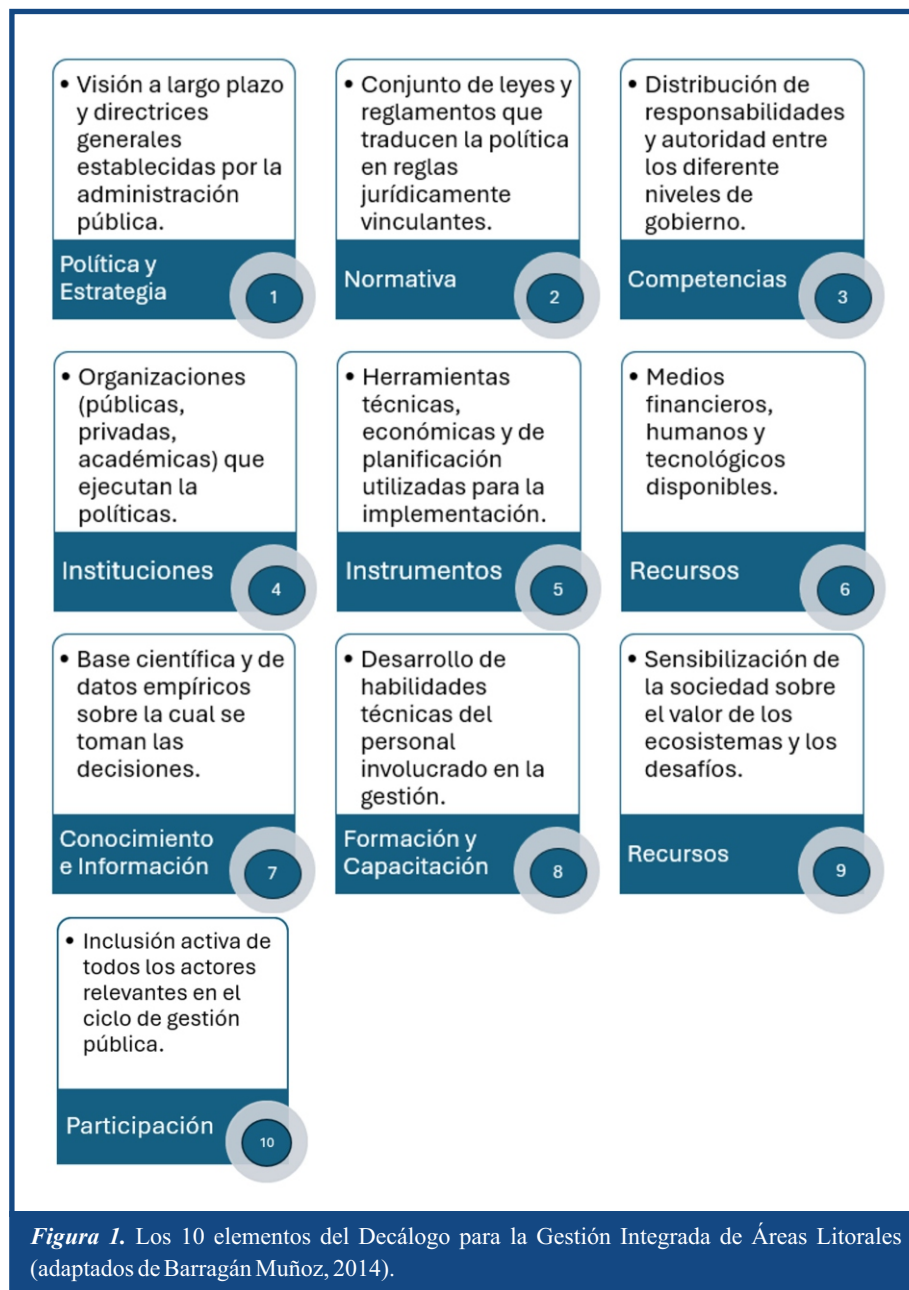 • Visión a largo plazo
y directrices
generales
establecidas por la
administración
pública.
Política y
Estrategia
1
• Conjunto de leyes y
reglamentos que
traducen la política
en reglas
jurídicamente
vinculantes.
Normativa
2
• Distribución de
responsabilidades
y autoridad entre
los diferente
niveles de
gobierno.
Competencias
3
• Organizaciones
(públicas,
privadas,
académicas) que
ejecutan la
políticas.
Instituciones
4
• Herramientas
técnicas,
económicas y de
planificación
utilizadas para la
implementación.
Instrumentos
5
• Medios
financieros,
humanos y
tecnológicos
disponibles.
Recursos
6
• Base científica y de
datos empíricos
sobre la cual se
toman las
decisiones.
Conocimiento
e Información
7
• Desarrollo de
habilidades
técnicas del
personal
involucrado en la
gestión.
Formación y
Capacitación
8
• Sensibilización de
la sociedad sobre
el valor de los
ecosistemas y los
desafíos.
Recursos
9
• Inclusión activa de
todos los actores
relevantes en el
ciclo de gestión
pública.
Participación
10
Figura 1. Los 10 elementos del Decálogo para la Gestión Integrada de Áreas Litorales
(adaptados de Barragán Muñoz, 2014).